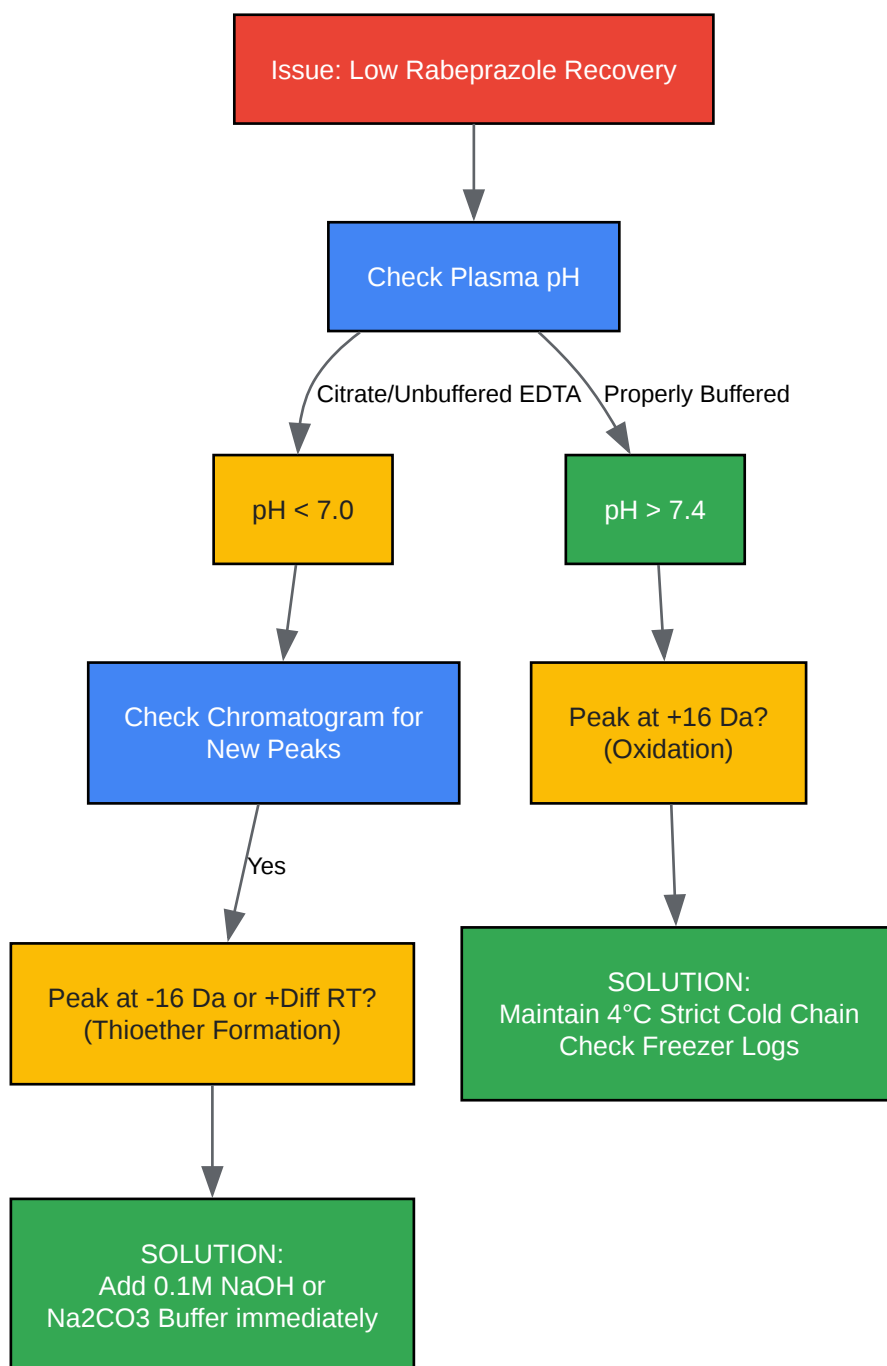 Issue: Low Rabeprazole Recovery
Check Plasma pH
Citrate/Unbuffered EDTA
Properly Buffered
pH < 7.0
pH > 7.4
Check Chromatogram for
New Peaks
Peak at +16 Da?
(Oxidation)
Yes
Peak at -16 Da or +Diff RT?
(Thioether Formation)
SOLUTION:
Maintain 4°C Strict Cold Chain
Check Freezer Logs
SOLUTION:
Add 0.1M NaOH or
Na2CO3 Buffer immediately